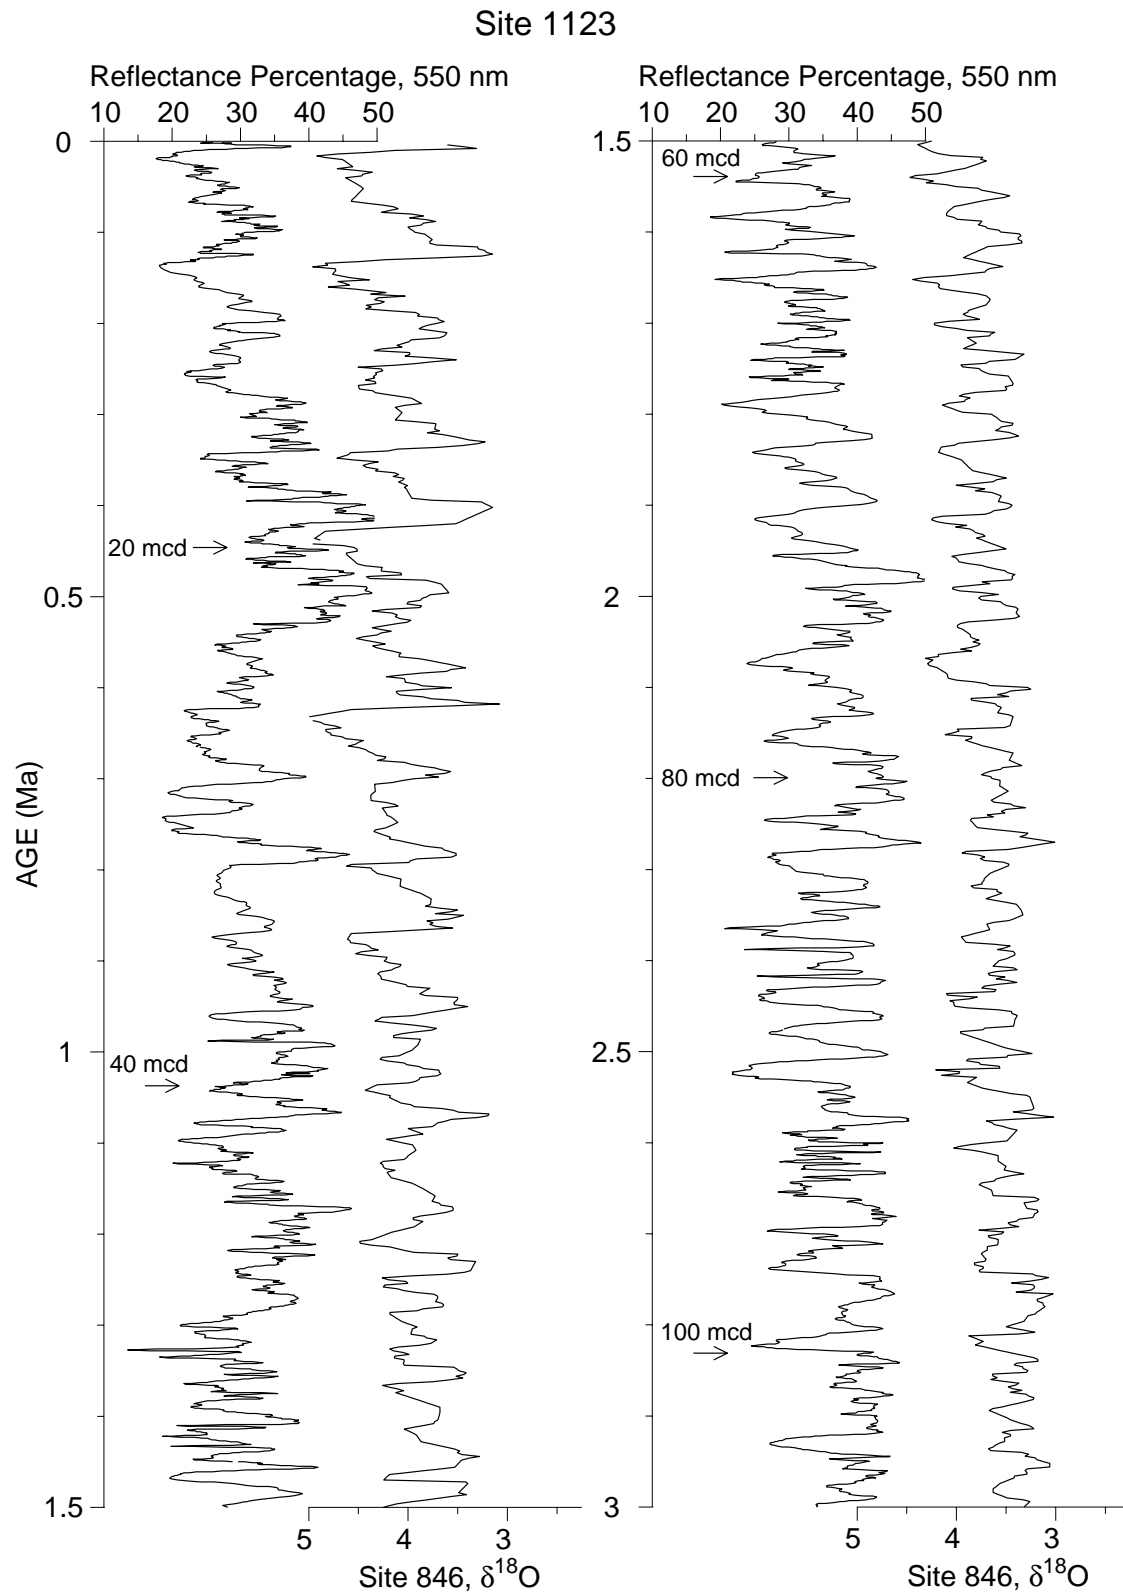 Site 1123
Reflectance Percentage, 550 nm
10 20 30 40 50
0
20 mcd
0.5
AGE (Ma)
1
40 mcd
1.5
5 4 3
Site 846, δ¹⁸O
Reflectance Percentage, 550 nm
10 20 30 40 50
1.5
60 mcd
2
80 mcd
2.5
100 mcd
3
5 4 3
Site 846, δ¹⁸O